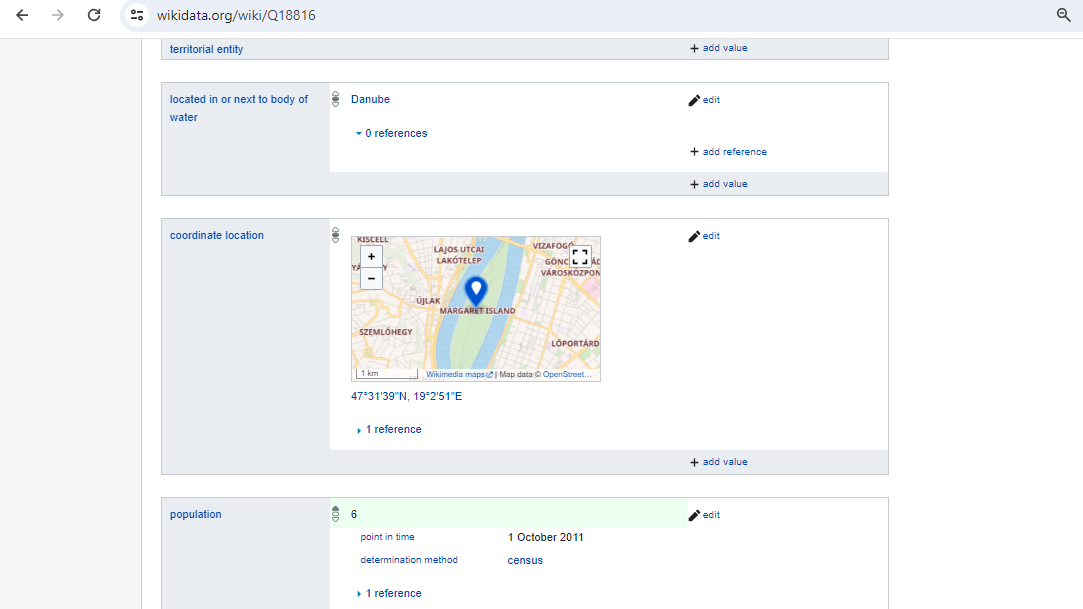 wikidata.org/wiki/Q18816
territorial entity
+ add value
located in or next to body of
water
Danube
edit
0 references
+ add reference
+ add value
coordinate location
edit
KISCELL
LAJOS UTCAI
LAKÓTELEP
VIZAFOGÓ
+
−
VÁROSKÖZPON
ÚJLAK
MARGARET ISLAND
SZEMLŐHEGY
LŐPORTÁRD
1 km
Wikimedia maps | Map data © OpenStreet...
47°31'39"N, 19°2'51"E
1 reference
+ add value
population
6
edit
point in time
1 October 2011
determination method
census
1 reference